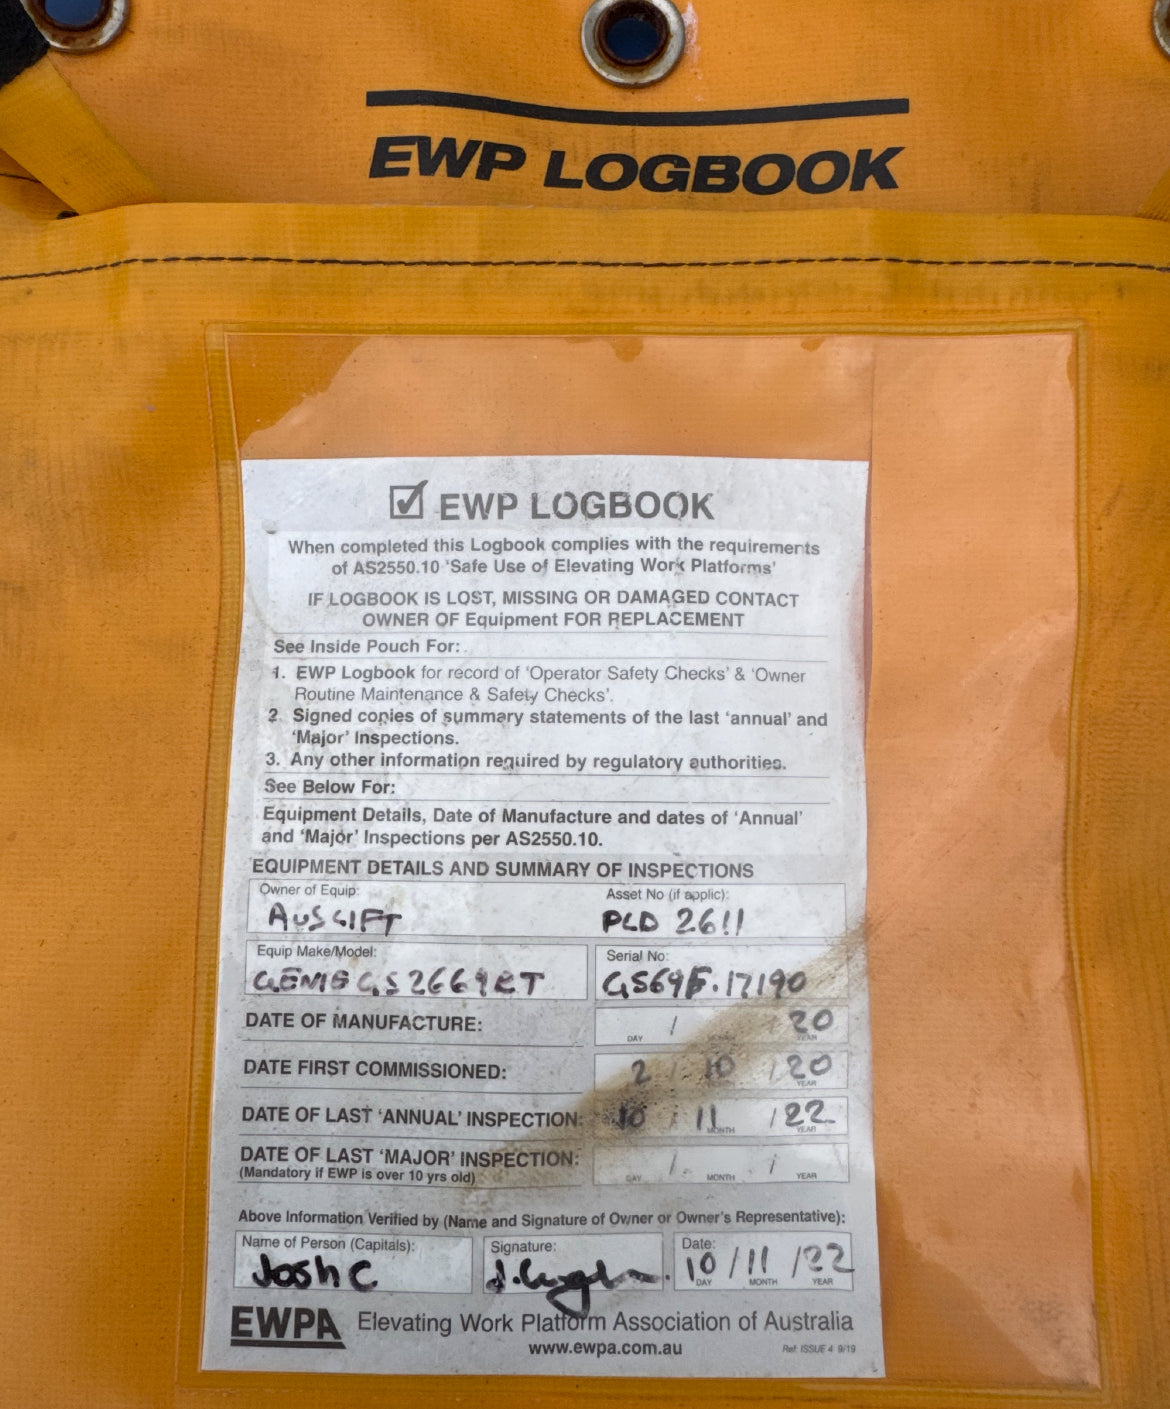 EWP LOGBOOK
EWP LOGBOOK
When completed this Logbook complies with the requirements
of AS2550.10 'Safe Use of Elevating Work Platforms'
IF LOGBOOK IS LOST, MISSING OR DAMAGED CONTACT
OWNER OF Equipment FOR REPLACEMENT
See Inside Pouch For:
1. EWP Logbook for record of 'Operator Safety Checks' & 'Owner
Routine Maintenance & Safety Checks'.
2. Signed copies of summary statements of the last 'annual' and
'Major' Inspections.
3. Any other information required by regulatory authorities.
See Below For:
Equipment Details, Date of Manufacture and dates of 'Annual'
and 'Major' Inspections per AS2550.10.
EQUIPMENT DETAILS AND SUMMARY OF INSPECTIONS
Owner of Equip: Asset No (if applic):
AUSLIFT PLD 2611
Equip Make/Model: Serial No:
GENIE GS2669RT GS69F.17190
DATE OF MANUFACTURE: / 20
DAY MONTH YEAR
DATE FIRST COMMISSIONED: 2 / 10 / 20
MONTH YEAR
DATE OF LAST 'ANNUAL' INSPECTION: 10 / 11 / 22
MONTH YEAR
DATE OF LAST 'MAJOR' INSPECTION: / /
(Mandatory if EWP is over 10 yrs old) DAY MONTH YEAR
Above Information Verified by (Name and Signature of Owner or Owner's Representative):
Name of Person (Capitals): Signature: Date:
Josh C 10 / 11 / 22
DAY MONTH YEAR
EWPA Elevating Work Platform Association of Australia
www.ewpa.com.au Ref: ISSUE 4 9/19